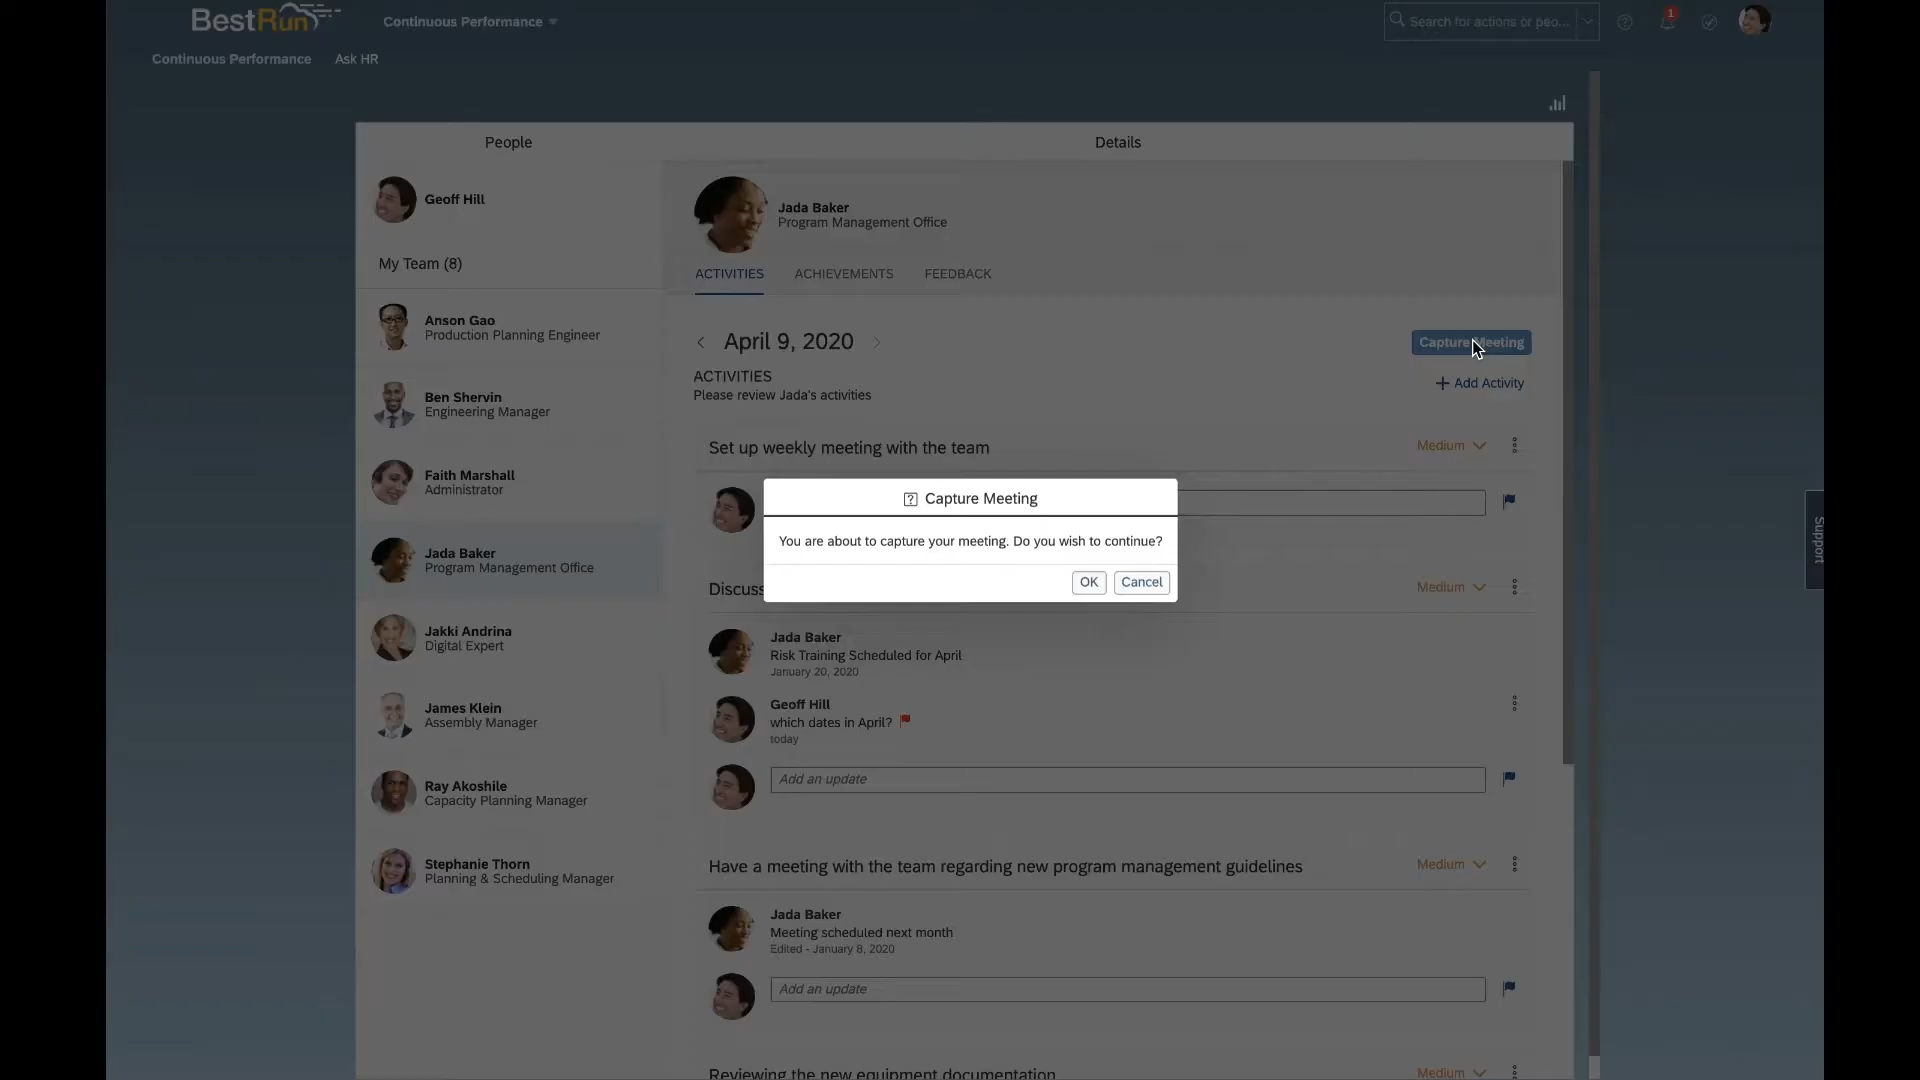 BestRun
Continuous Performance
Search for actions or peo...
1
Continuous Performance
Ask HR
People
Details
Geoff Hill
My Team (8)
Anson Gao
Production Planning Engineer
Ben Shervin
Engineering Manager
Faith Marshall
Administrator
Jada Baker
Program Management Office
Jakki Andrina
Digital Expert
James Klein
Assembly Manager
Ray Akoshile
Capacity Planning Manager
Stephanie Thorn
Planning & Scheduling Manager
Jada Baker
Program Management Office
ACTIVITIES
ACHIEVEMENTS
FEEDBACK
April 9, 2020
Capture Meeting
ACTIVITIES
Please review Jada's activities
Add Activity
Set up weekly meeting with the team
Medium
Capture Meeting
You are about to capture your meeting. Do you wish to continue?
OK
Cancel
Discuss
Medium
Jada Baker
Risk Training Scheduled for April
January 20, 2020
Geoff Hill
which dates in April?
today
Add an update
Have a meeting with the team regarding new program management guidelines
Medium
Jada Baker
Meeting scheduled next month
Edited - January 8, 2020
Add an update
Reviewing the new equipment documentation
Medium
Support